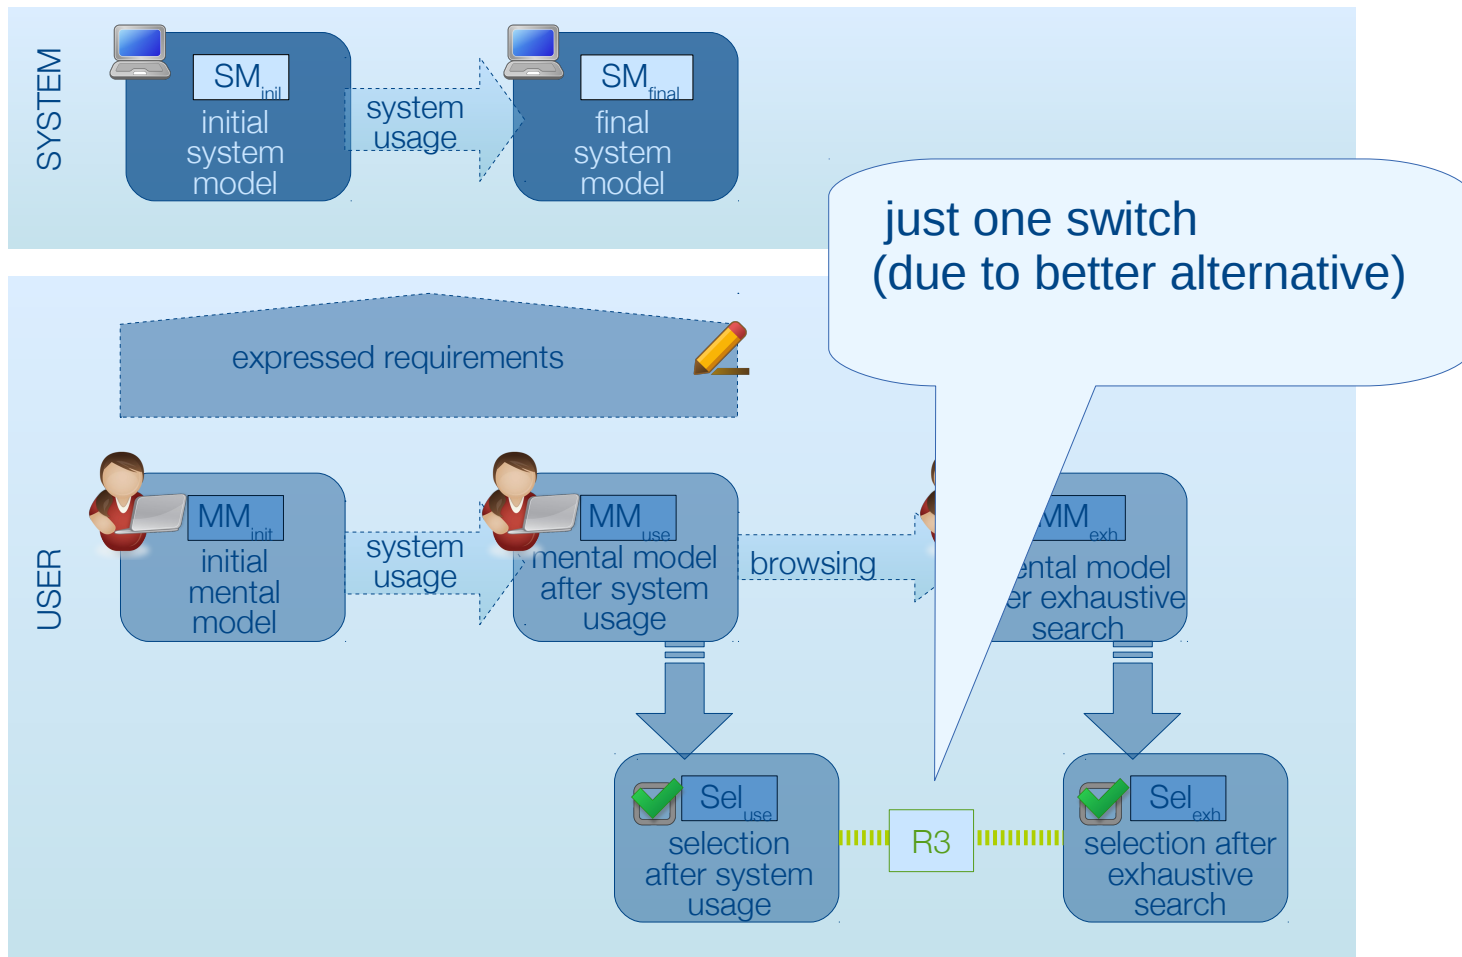 SYSTEM
SM
inil
initial
system
model
system
usage
SM
final
final
system
model
just one switch
(due to better alternative)
expressed requirements
USER
MM
init
initial
mental
model
system
usage
MM
use
mental model
after system
usage
browsing
MM
exh
ental model
er exhaustive
search
Sel
use
selection
after system
usage
R3
Sel
exh
selection after
exhaustive
search